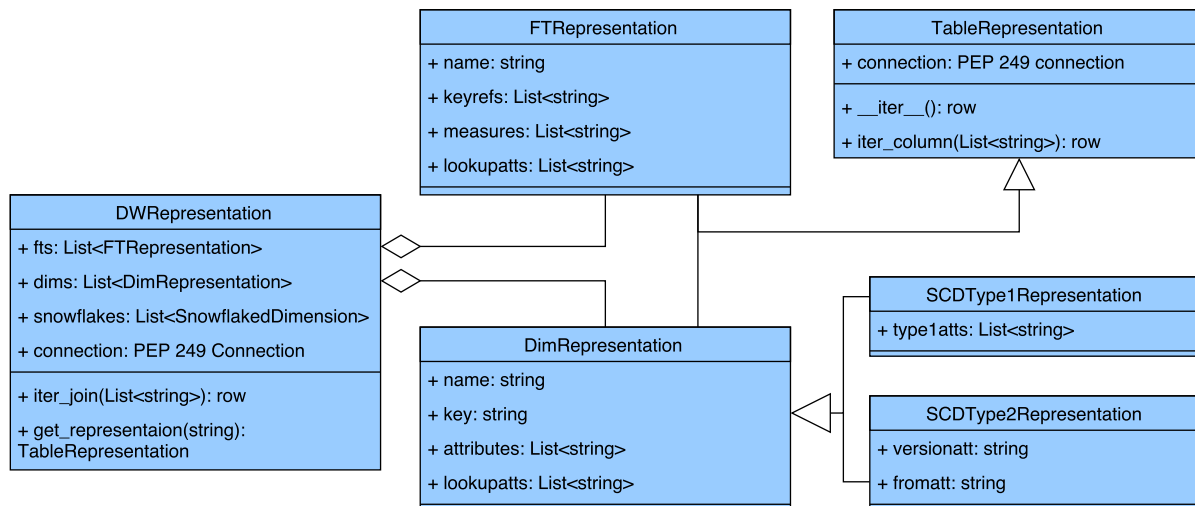 FTRepresentation
+ name: string
+ keyrefs: List<string>
+ measures: List<string>
+ lookupatts: List<string>
TableRepresentation
+ connection: PEP 249 connection
+ __iter__(): row
+ iter_column(List<string>): row
DWRepresentation
+ fts: List<FTRepresentation>
+ dims: List<DimRepresentation>
+ snowflakes: List<SnowflakedDimension>
+ connection: PEP 249 Connection
+ iter_join(List<string>): row
+ get_representaion(string):
TableRepresentation
DimRepresentation
+ name: string
+ key: string
+ attributes: List<string>
+ lookupatts: List<string>
SCDType1Representation
+ type1atts: List<string>
SCDType2Representation
+ versionatt: string
+ fromatt: string